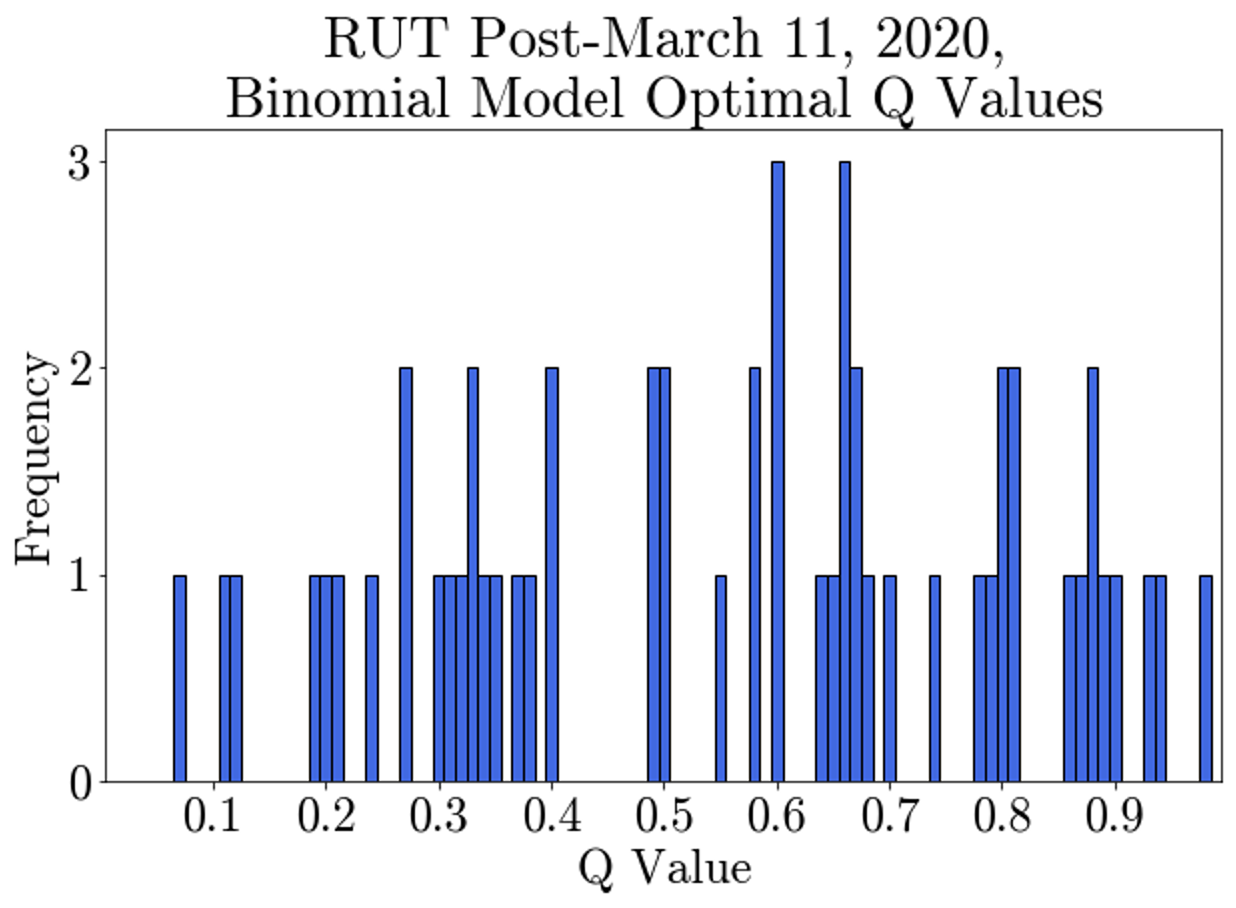 RUT Post-March 11, 2020,
Binomial Model Optimal Q Values
3
2
1
0
Frequency
0.1 0.2 0.3 0.4 0.5 0.6 0.7 0.8 0.9
Q Value